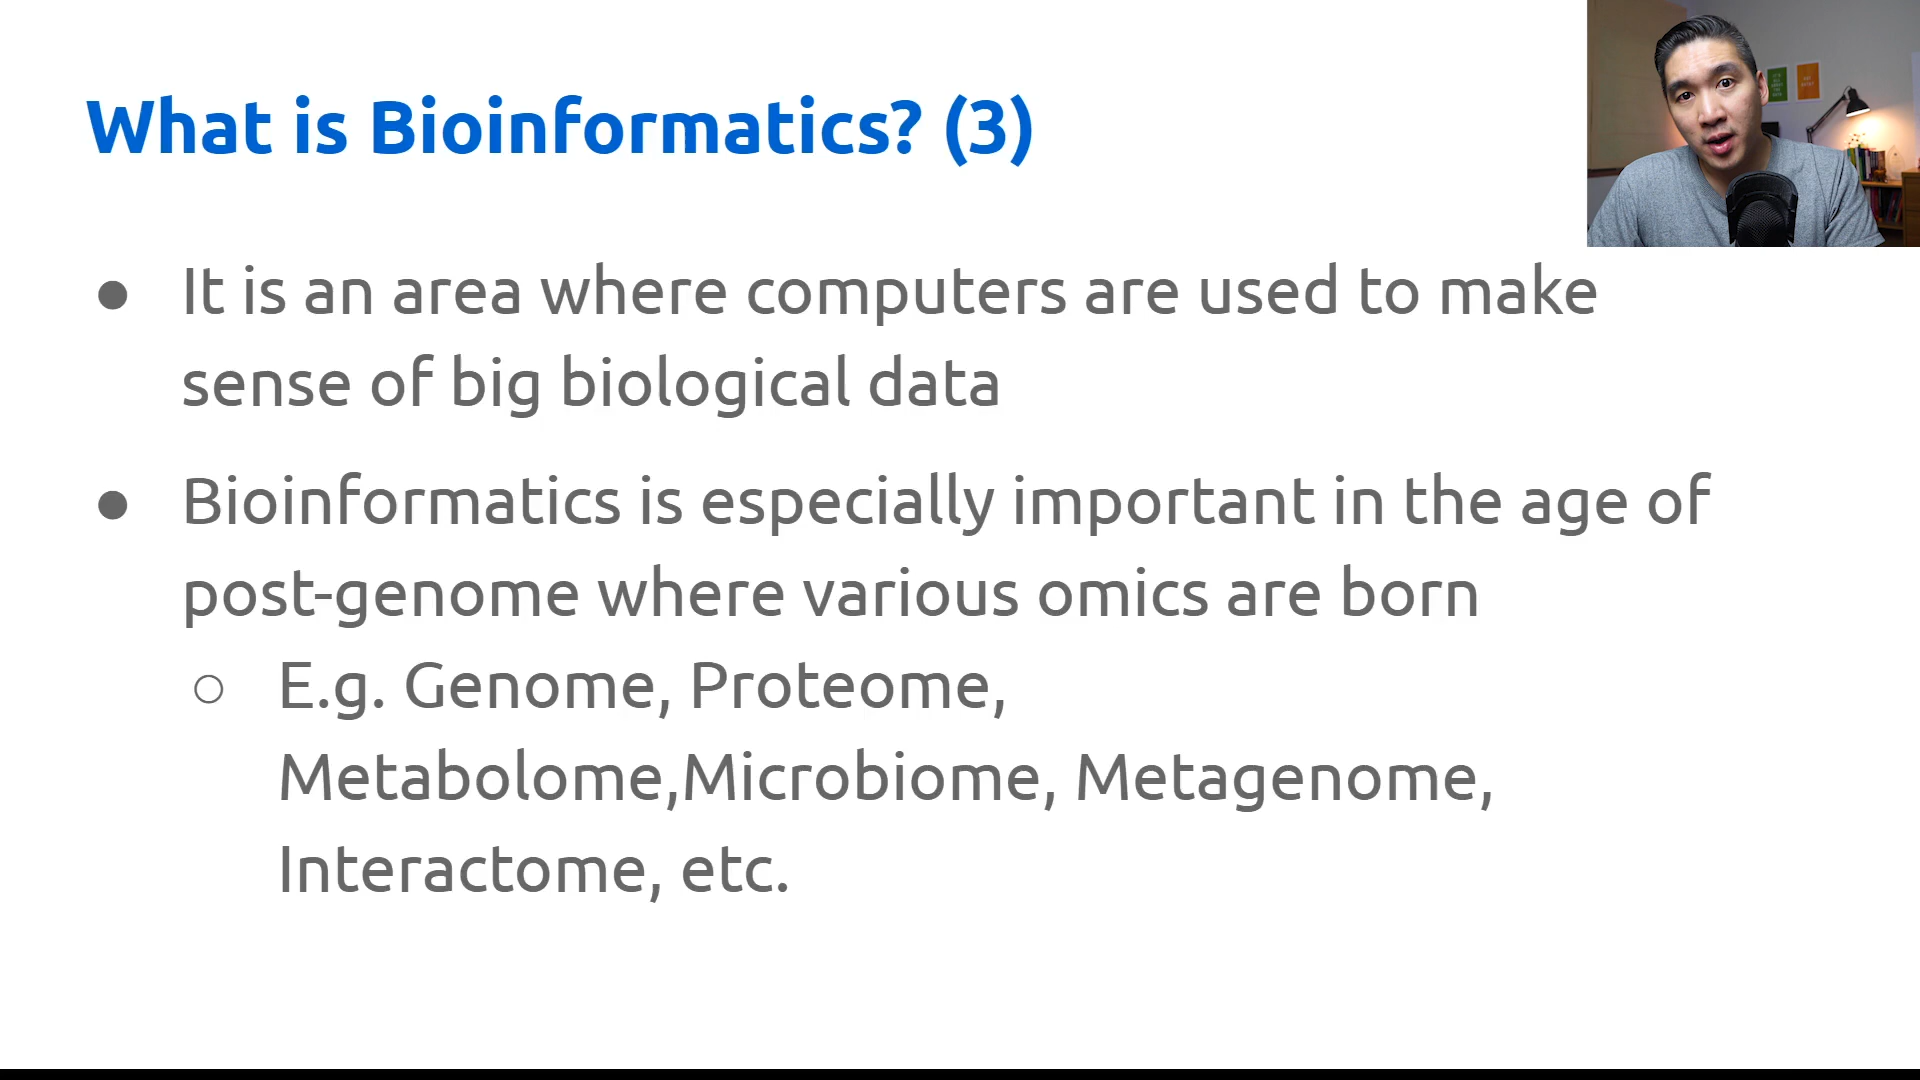 What is Bioinformatics? (3)
● It is an area where computers are used to make
sense of big biological data
● Bioinformatics is especially important in the age of
post-genome where various omics are born
○ E.g. Genome, Proteome,
Metabolome,Microbiome, Metagenome,
Interactome, etc.